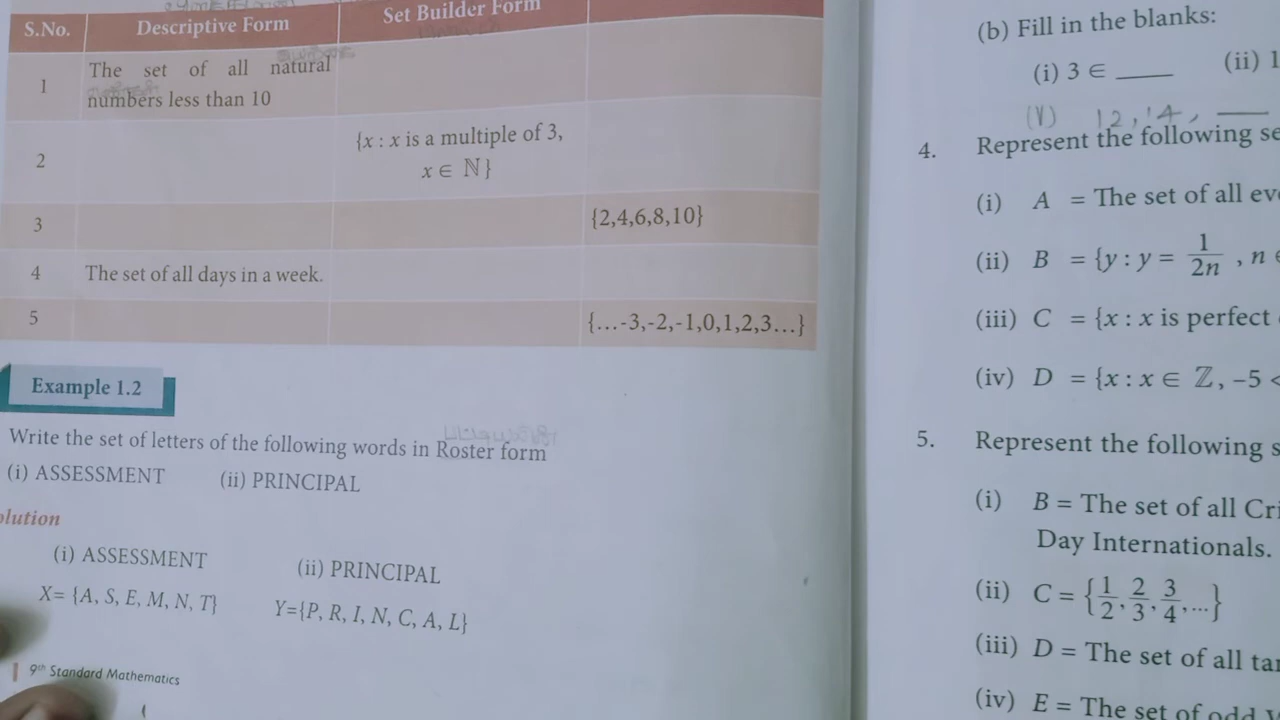 S.No. Descriptive Form Set Builder Form
1 The set of all natural
numbers less than 10
2 {x : x is a multiple of 3,
x ∈ ℕ}
3 {2,4,6,8,10}
4 The set of all days in a week.
5 {…-3,-2,-1,0,1,2,3…}
Example 1.2
Write the set of letters of the following words in Roster form
(i) ASSESSMENT (ii) PRINCIPAL
(i) ASSESSMENT (ii) PRINCIPAL
X= {A, S, E, M, N, T} Y={P, R, I, N, C, A, L}
9th Standard Mathematics
(b) Fill in the blanks:
(i) 3 ∈ ____ (ii)
(V) 12, 14, ____
4. Represent the following
(i) A = The set of all
(ii) B = {y : y = 1/2n , n
(iii) C = {x : x is perfect
(iv) D = {x : x ∈ ℤ, −5 <
5. Represent the following
(i) B = The set of all
Day Internationals.
(ii) C = {1/2, 2/3, 3/4, ...}
(iii) D = The set of all
(iv) E = The set of odd